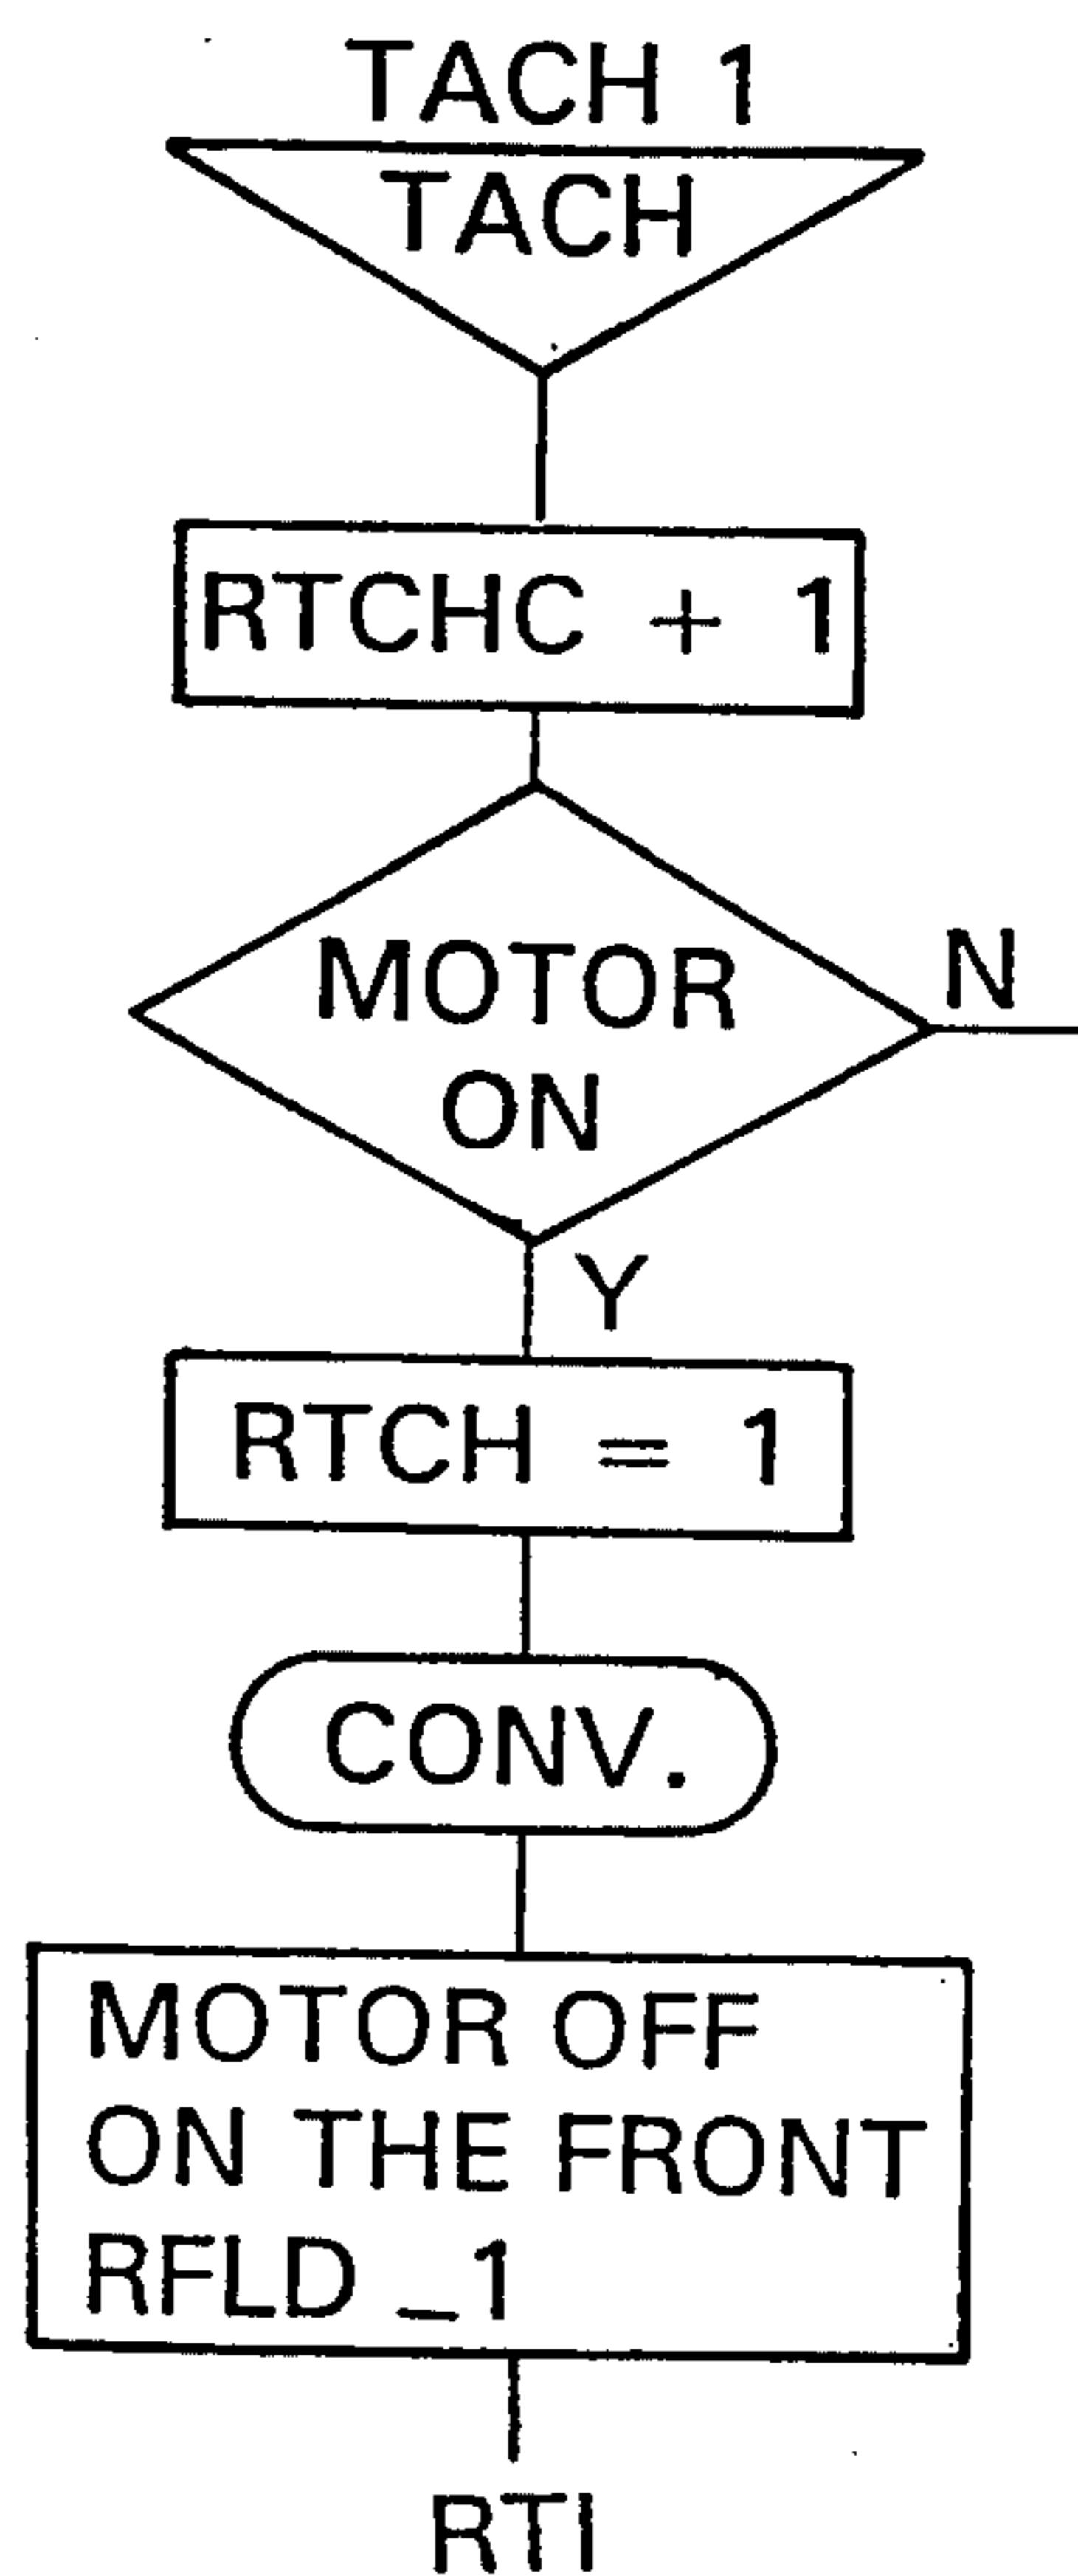 TACH 1
TACH
RTCHC + 1
MOTOR
ON
N
Y
RTCH = 1
CONV.
MOTOR OFF
ON THE FRONT
RFLD _1
RTI